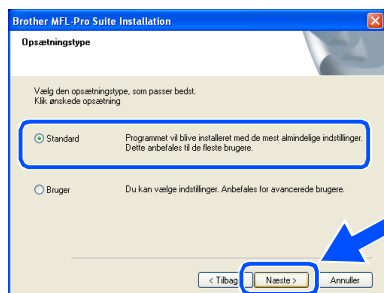 Brother MFL-Pro Suite Installation
Opsætningstype
Vælg den opsætningstype, som passer bedst.
Klik ønskede opsætning
Standard
Programmet vil blive installeret med de mest almindelige indstillinger.
Dette anbefales til de fleste brugere.
Bruger
Du kan vælge indstillinger. Anbefales for avancerede brugere.
< Tilbag
Næste >
Annuller